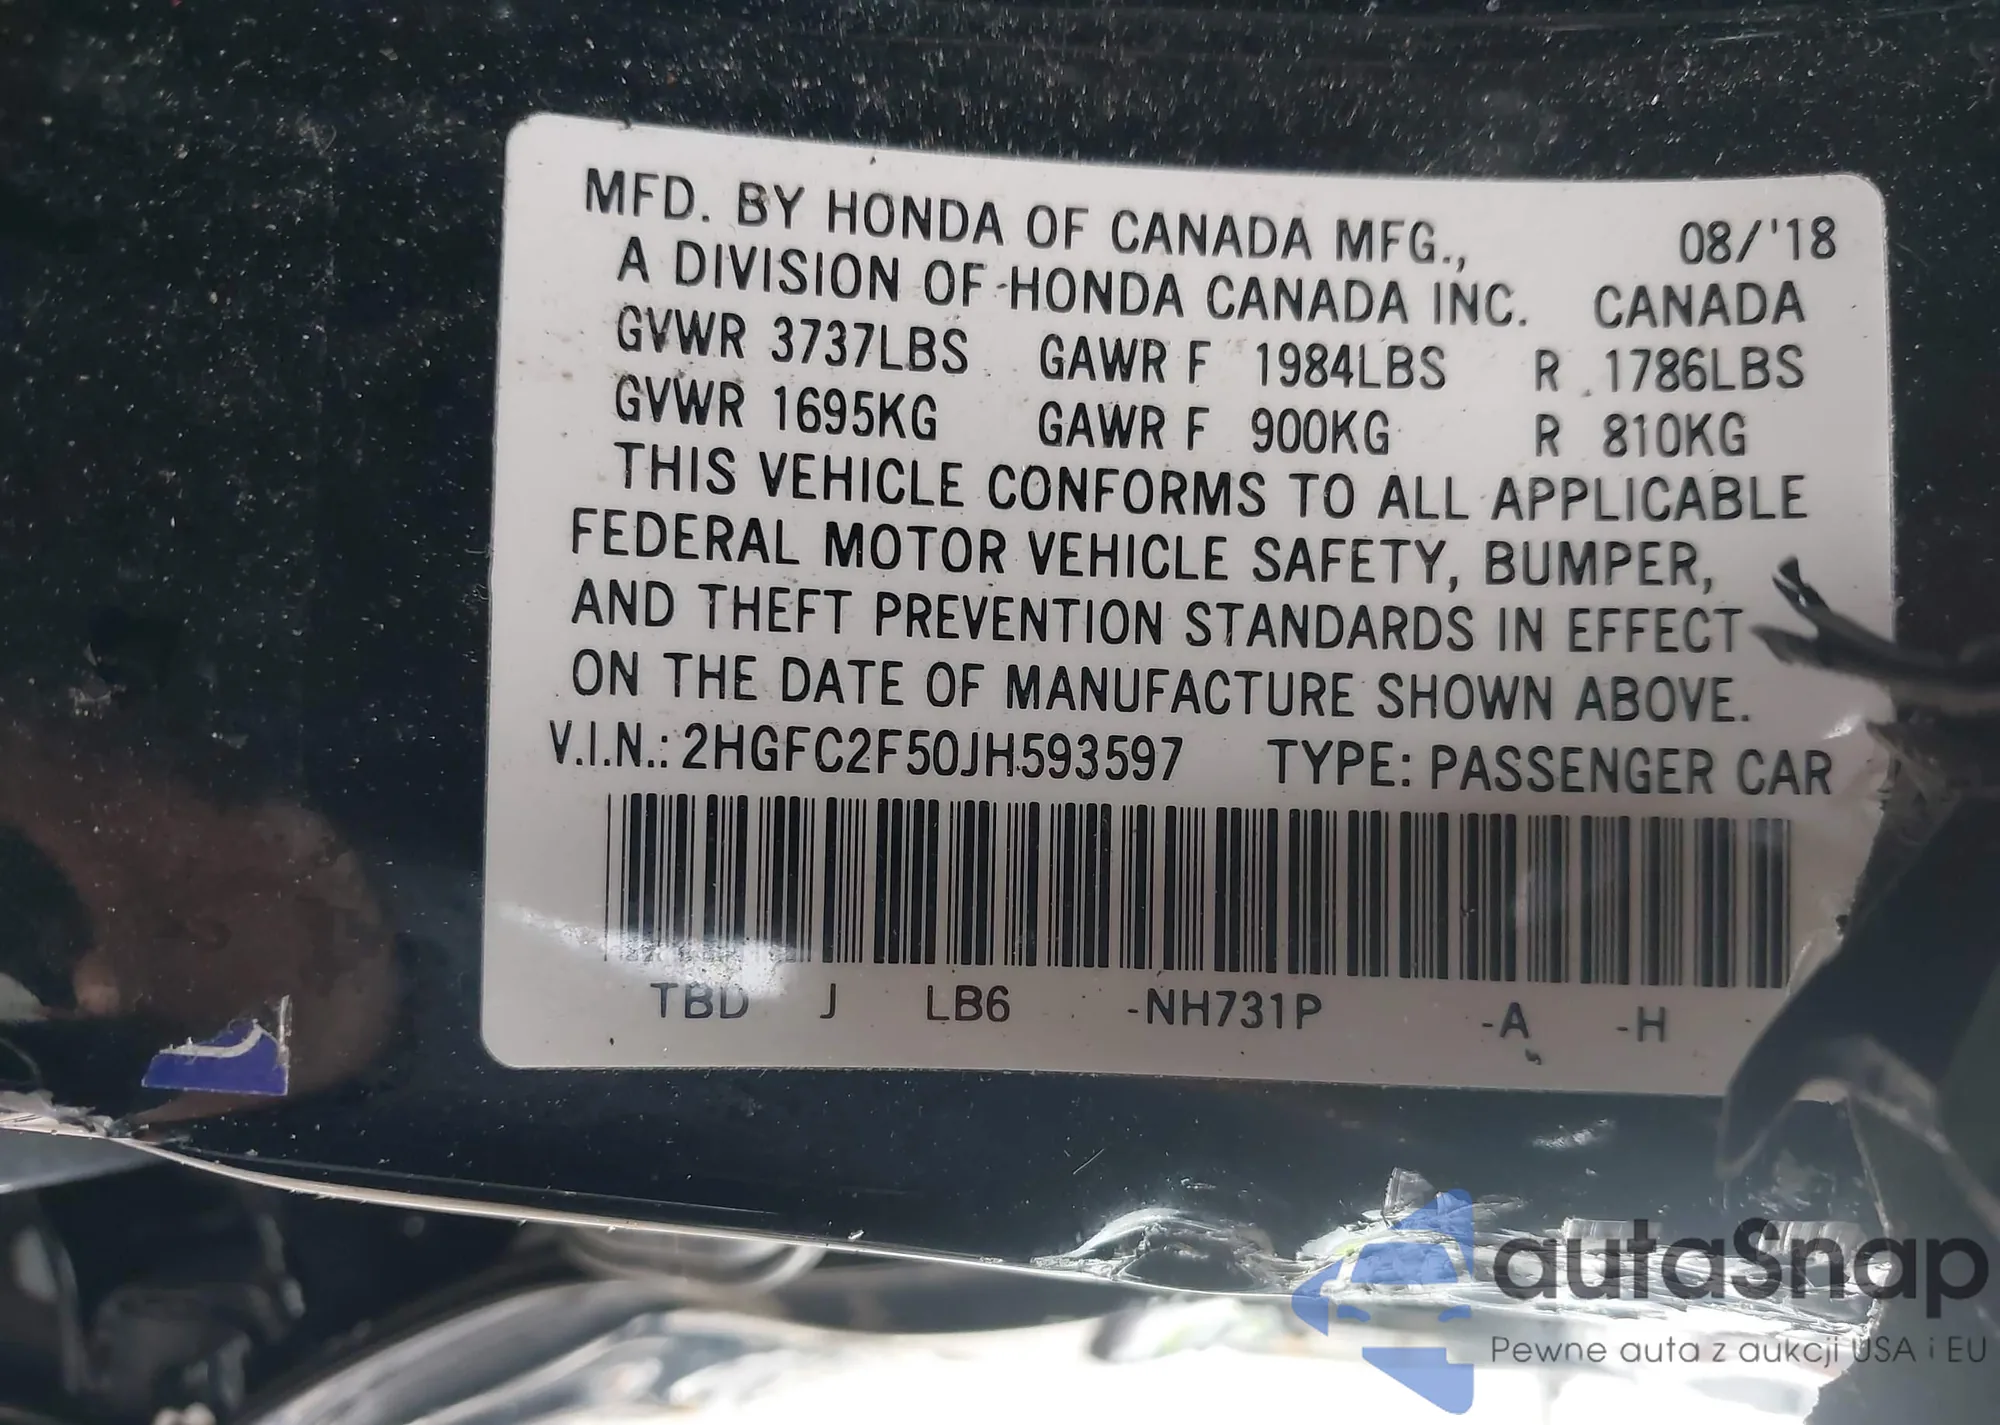 MFD. BY HONDA OF CANADA MFG., 08/'18
A DIVISION OF HONDA CANADA INC. CANADA
GVWR 3737LBS GAWR F 1984LBS R 1786LBS
GVWR 1695KG GAWR F 900KG R 810KG
THIS VEHICLE CONFORMS TO ALL APPLICABLE
FEDERAL MOTOR VEHICLE SAFETY, BUMPER,
AND THEFT PREVENTION STANDARDS IN EFFECT
ON THE DATE OF MANUFACTURE SHOWN ABOVE.
V.I.N.: 2HGFC2F50JH593597 TYPE: PASSENGER CAR
TBD J LB6 -NH731P -A -H
autaSnap
Pewne auta z aukcji USA i EU